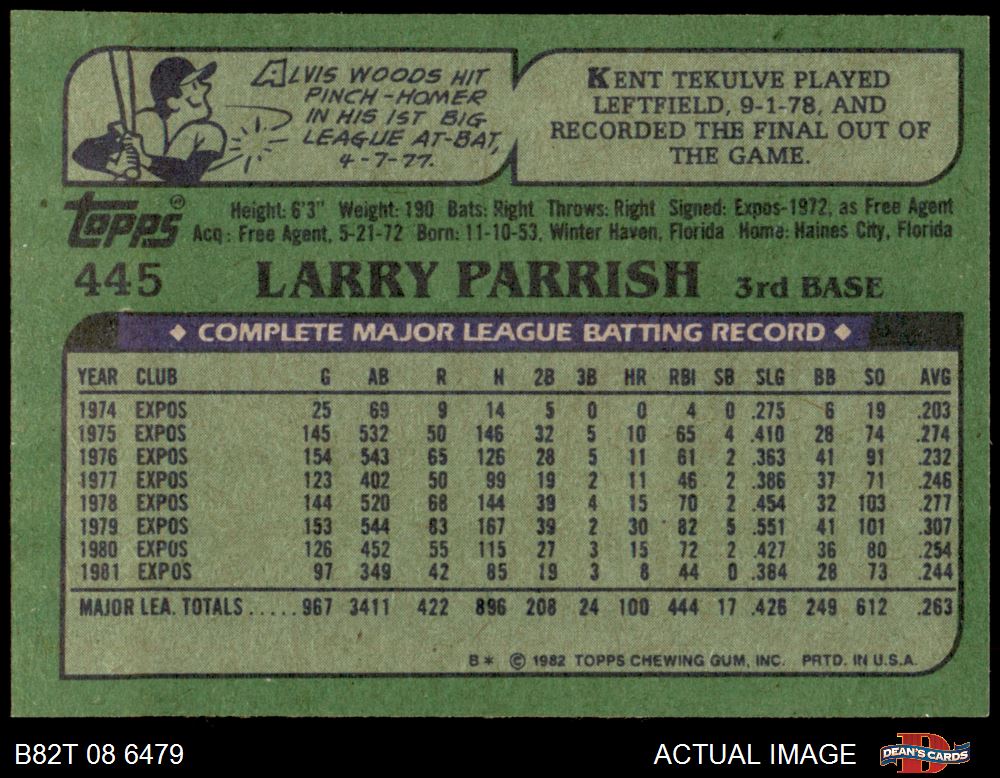 ALVIS WOODS HIT
PINCH-HOMER
IN HIS 1ST BIG
LEAGUE AT-BAT,
4-7-77.
KENT TEKULVE PLAYED
LEFTFIELD, 9-1-78, AND
RECORDED THE FINAL OUT OF
THE GAME.
Topps ®
Height: 6'3" Weight: 190 Bats: Right Throws: Right Signed: Expos-1972, as Free Agent
Acq: Free Agent, 5-21-72 Born: 11-10-53, Winter Haven, Florida Home: Haines City, Florida
445 LARRY PARRISH 3rd BASE
◆ COMPLETE MAJOR LEAGUE BATTING RECORD ◆
YEAR CLUB G AB R H 2B 3B HR RBI SB SLG BB SO AVG
1974 EXPOS 25 69 9 14 5 0 0 4 0 .275 6 19 .203
1975 EXPOS 145 532 50 146 32 5 10 65 4 .410 28 74 .274
1976 EXPOS 154 543 65 126 28 5 11 61 2 .363 41 91 .232
1977 EXPOS 123 402 50 99 19 2 11 46 2 .386 37 71 .246
1978 EXPOS 144 520 68 144 39 4 15 70 2 .454 32 103 .277
1979 EXPOS 153 544 83 167 39 2 30 82 5 .551 41 101 .307
1980 EXPOS 126 452 55 115 27 3 15 72 2 .427 36 80 .254
1981 EXPOS 97 349 42 85 19 3 8 44 0 .384 28 73 .244
MAJOR LEA. TOTALS ..... 967 3411 422 896 208 24 100 444 17 .426 249 612 .263
B* © 1982 TOPPS CHEWING GUM, INC. PRTD. IN U.S.A.
B82T 08 6479 ACTUAL IMAGE DEAN'S CARDS